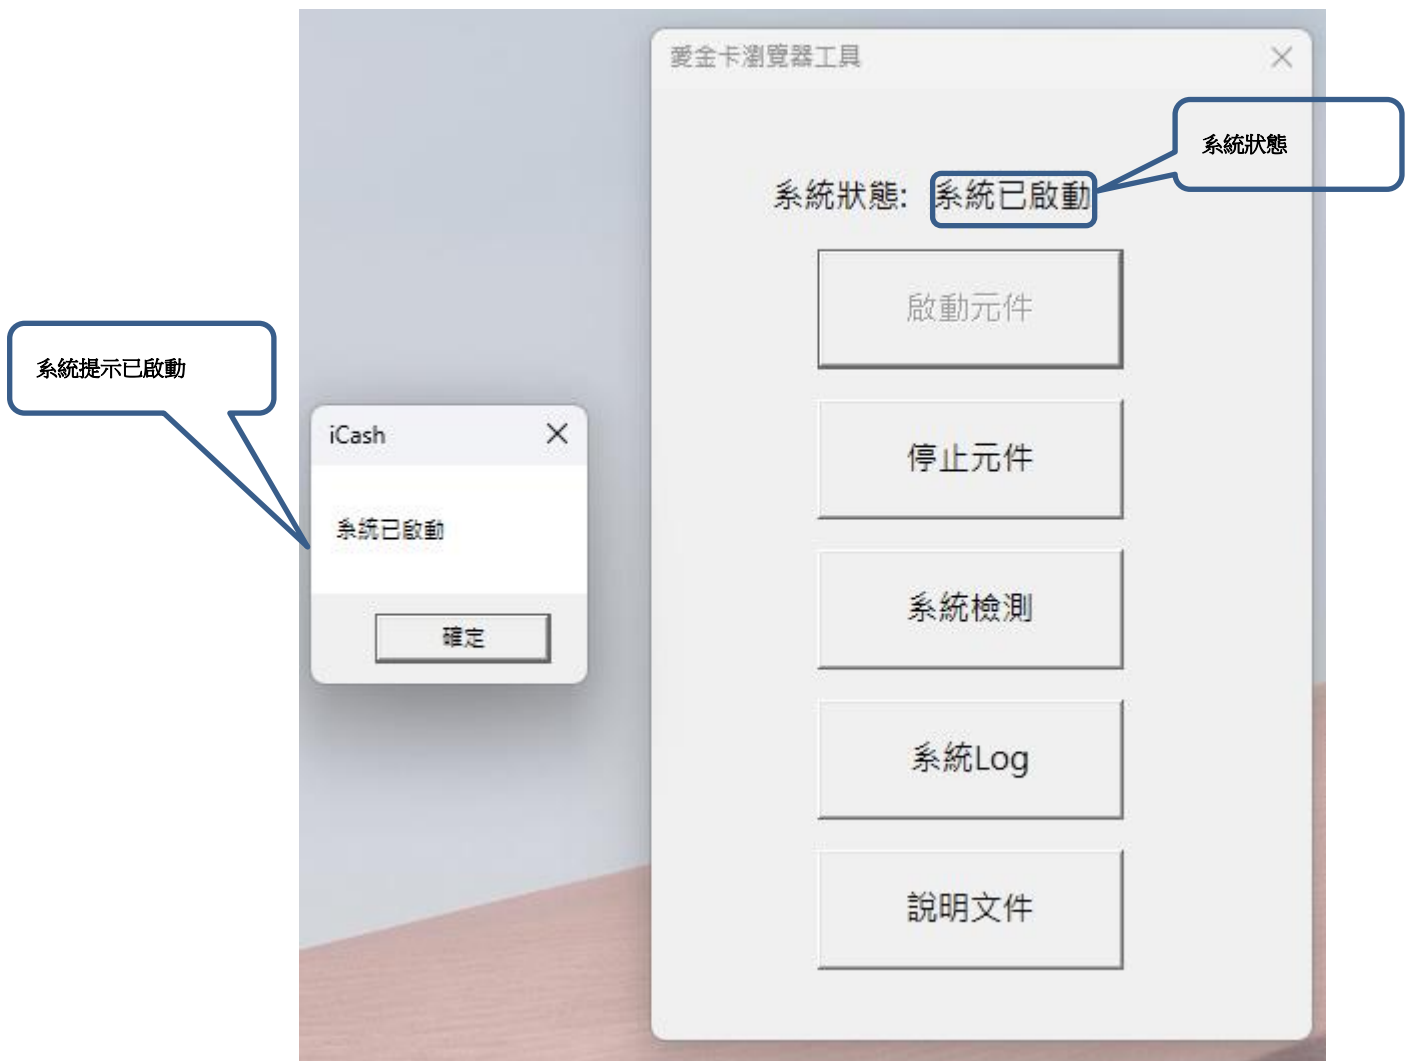 愛金卡瀏覽器工具
系統狀態
系統狀態: 系統已啟動
啟動元件
系統提示已啟動
iCash
停止元件
系統已啟動
系統檢測
確定
系統Log
說明文件